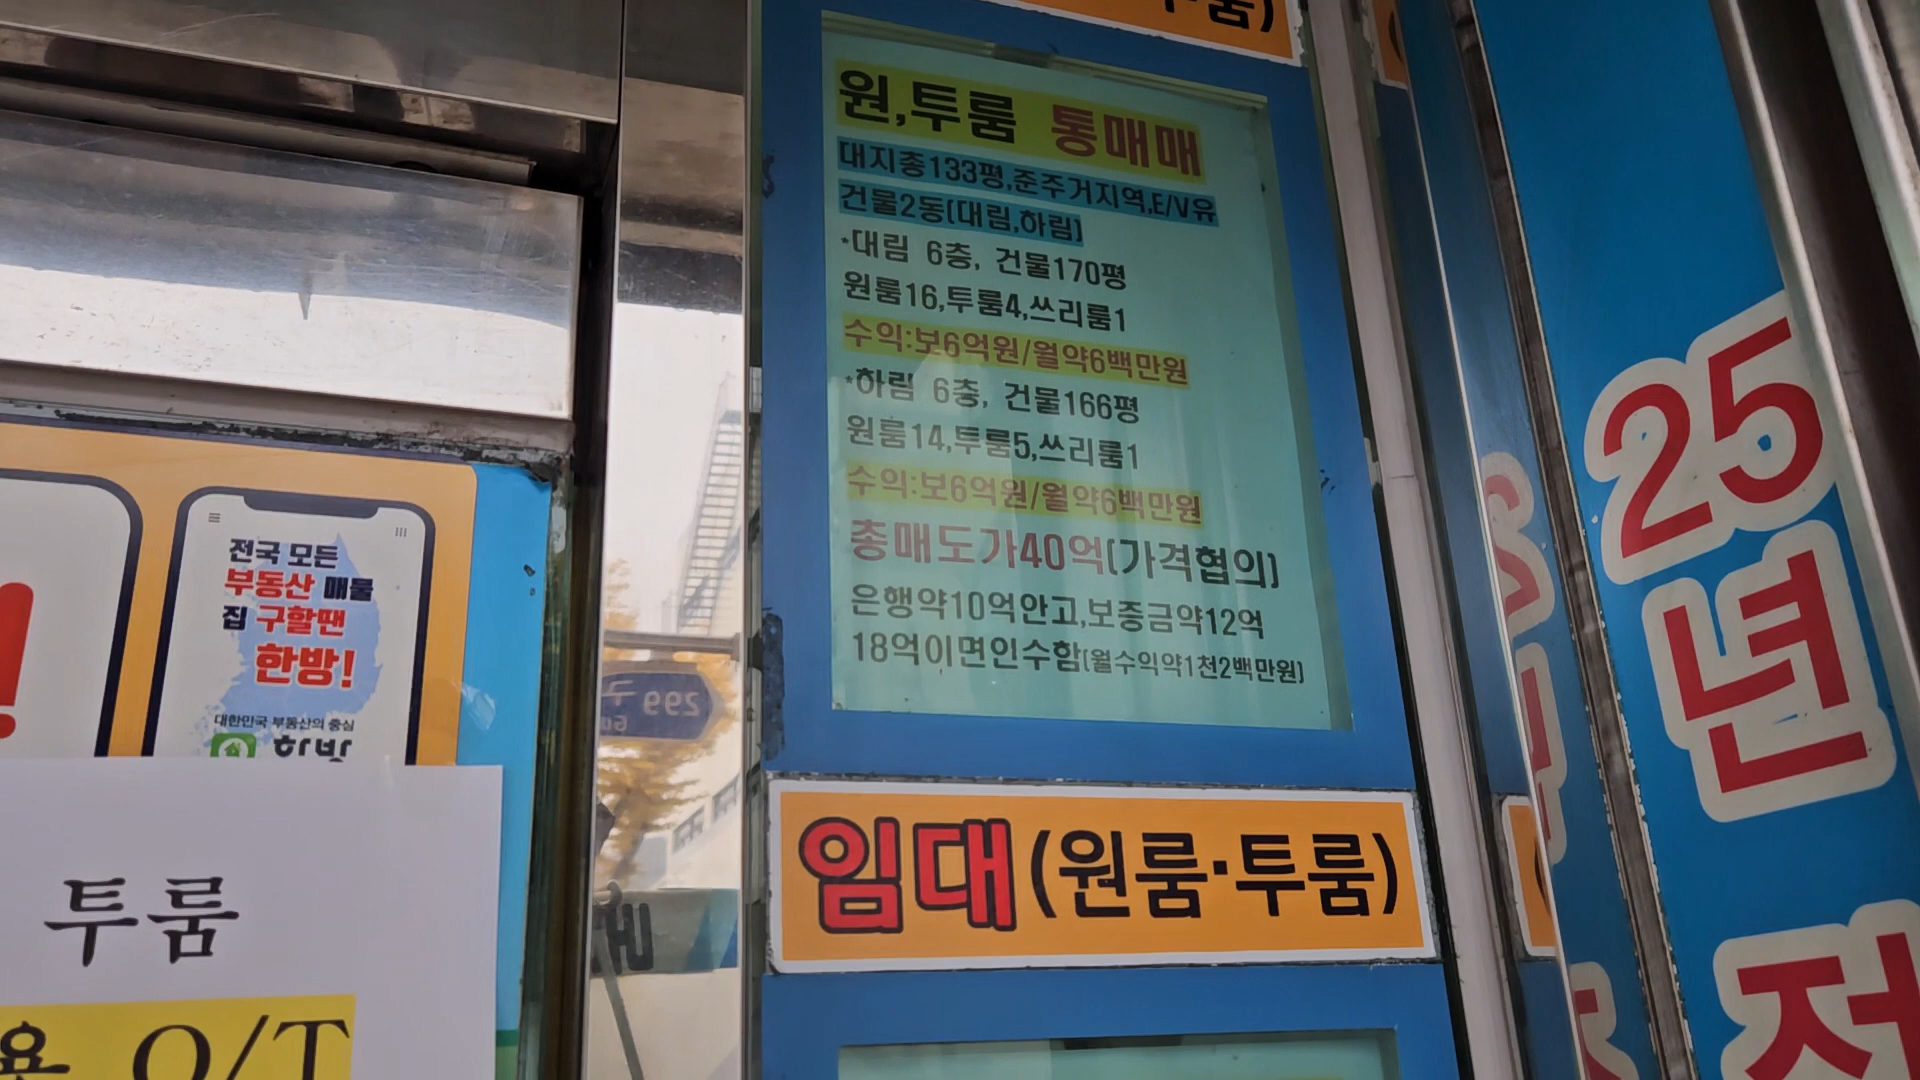 원,투룸 통매매
대지총133평,준주거지역,E/V유
건물2동(대림,하림)
*대림 6층, 건물170평
원룸16,투룸4,쓰리룸1
수익:보6억원/월약6백만원
*하림 6층, 건물166평
원룸14,투룸5,쓰리룸1
수익:보6억원/월약6백만원
총매도가40억(가격협의)
은행약10억안고,보증금약12억
18억이면인수함(월수익약1천2백만원)
임대(원룸·투룸)
전국 모든
부동산 매물
집 구할땐
한방!
대한민국 부동산의 중심
한방
!
투룸
용 O/T
299
25
년